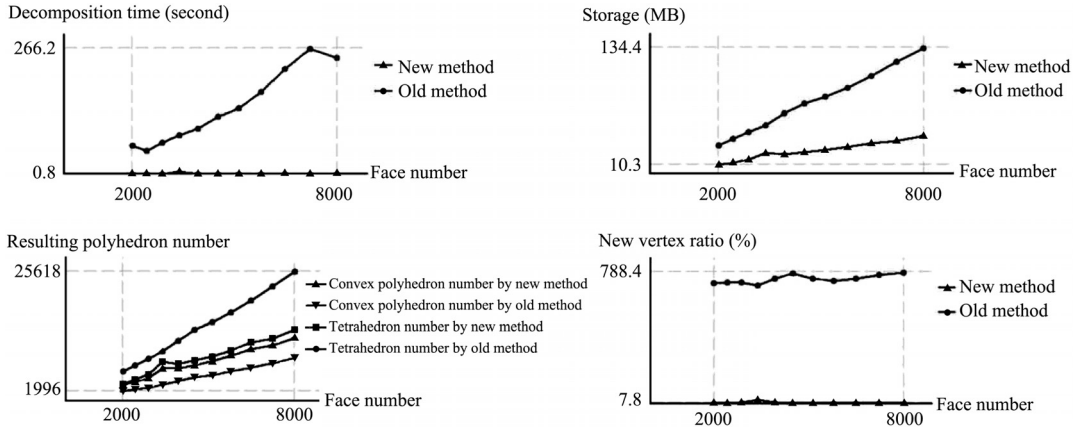 Decomposition time (second)
266.2
New method
Old method
0.8
Face number
2000
8000
Storage (MB)
134.4
New method
Old method
10.3
Face number
2000
8000
Resulting polyhedron number
25618
Convex polyhedron number by new method
Convex polyhedron number by old method
Tetrahedron number by new method
Tetrahedron number by old method
1996
Face number
2000
8000
New vertex ratio (%)
788.4
New method
Old method
7.8
Face number
2000
8000